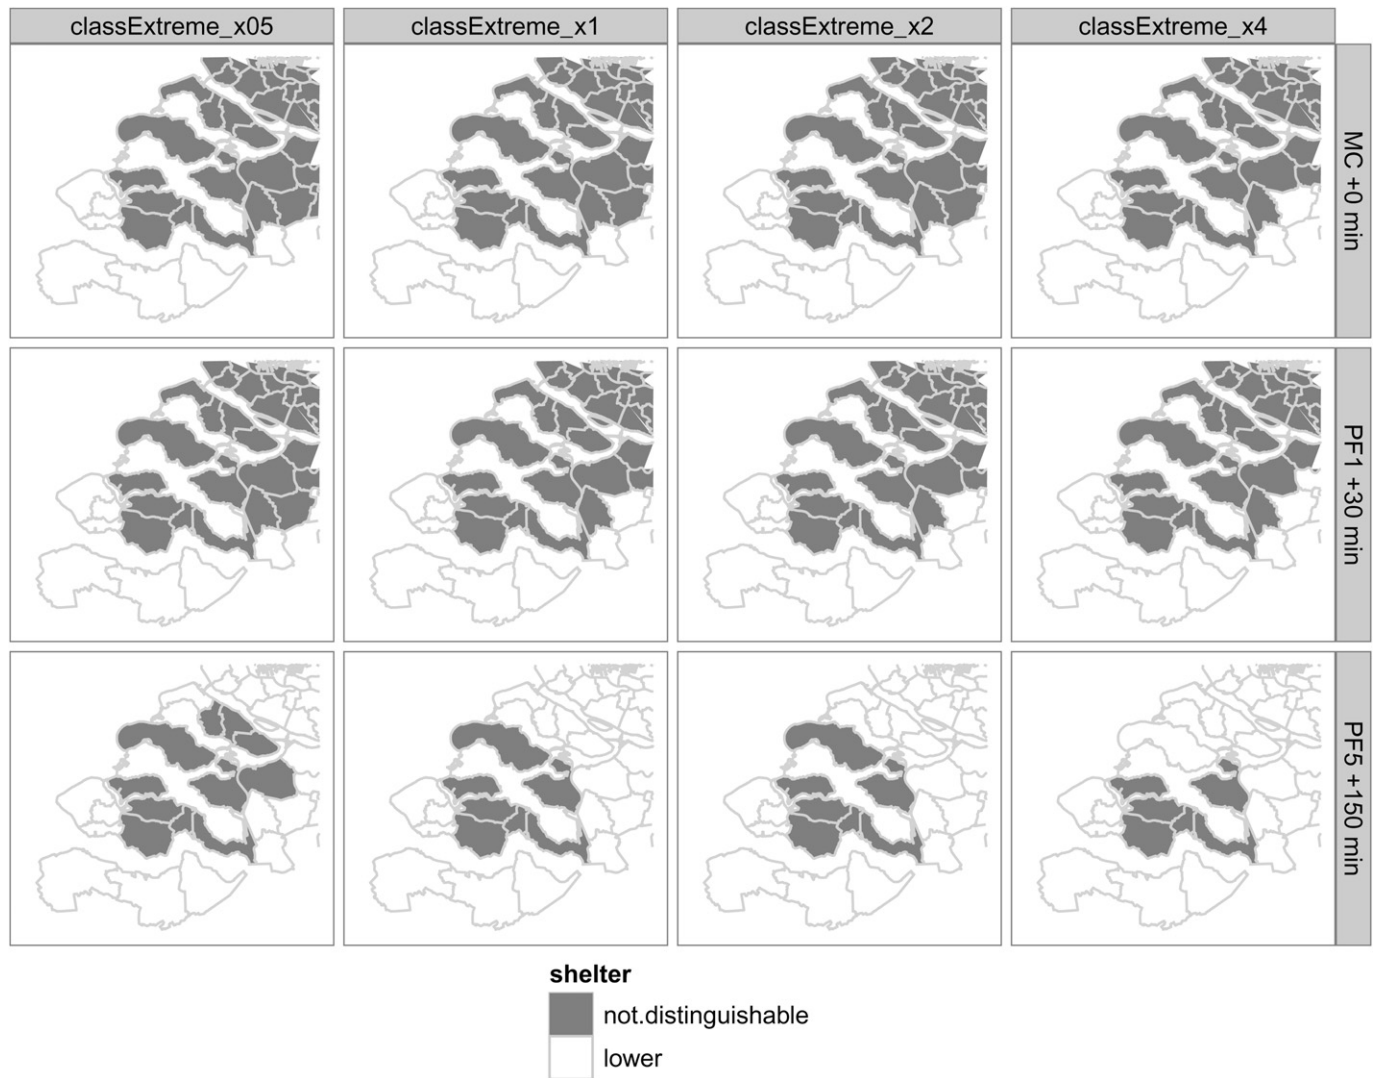 classExtreme_x05 classExtreme_x1 classExtreme_x2 classExtreme_x4
MC +0 min
PF1 +30 min
PF5 +150 min
shelter
not.distinguishable
lower